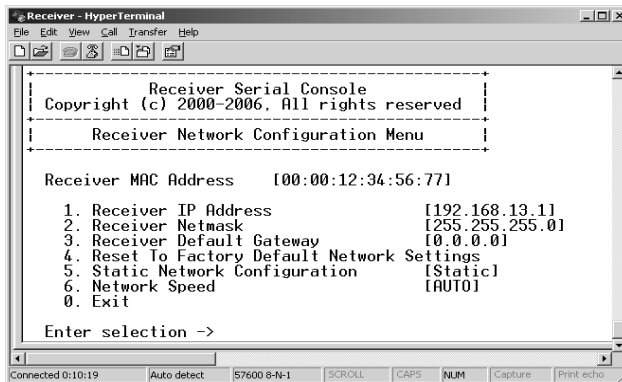 Receiver - HyperTerminal
File Edit View Call Transfer Help
Receiver Serial Console
Copyright (c) 2000-2006, All rights reserved
Receiver Network Configuration Menu
Receiver MAC Address [00:00:12:34:56:77]
1. Receiver IP Address [192.168.13.1]
2. Receiver Netmask [255.255.255.0]
3. Receiver Default Gateway [0.0.0.0]
4. Reset To Factory Default Network Settings
5. Static Network Configuration [Static]
6. Network Speed [AUTO]
0. Exit
Enter selection ->
Connected 0:10:19 Auto detect 57600 8-N-1 SCROLL CAPS NUM Capture Print echo